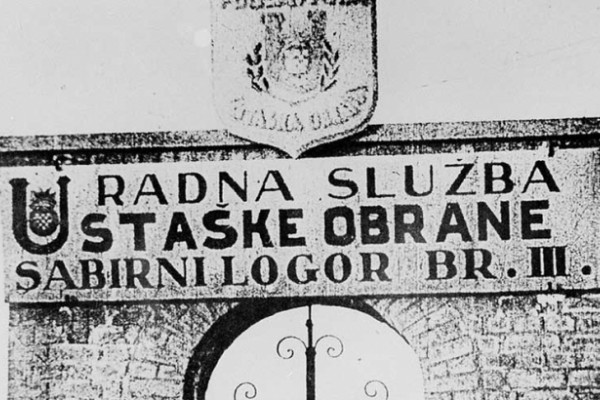 RADNA SLUŽBA
USTAŠKE OBRANE
SABIRNI LOGOR BR. III.